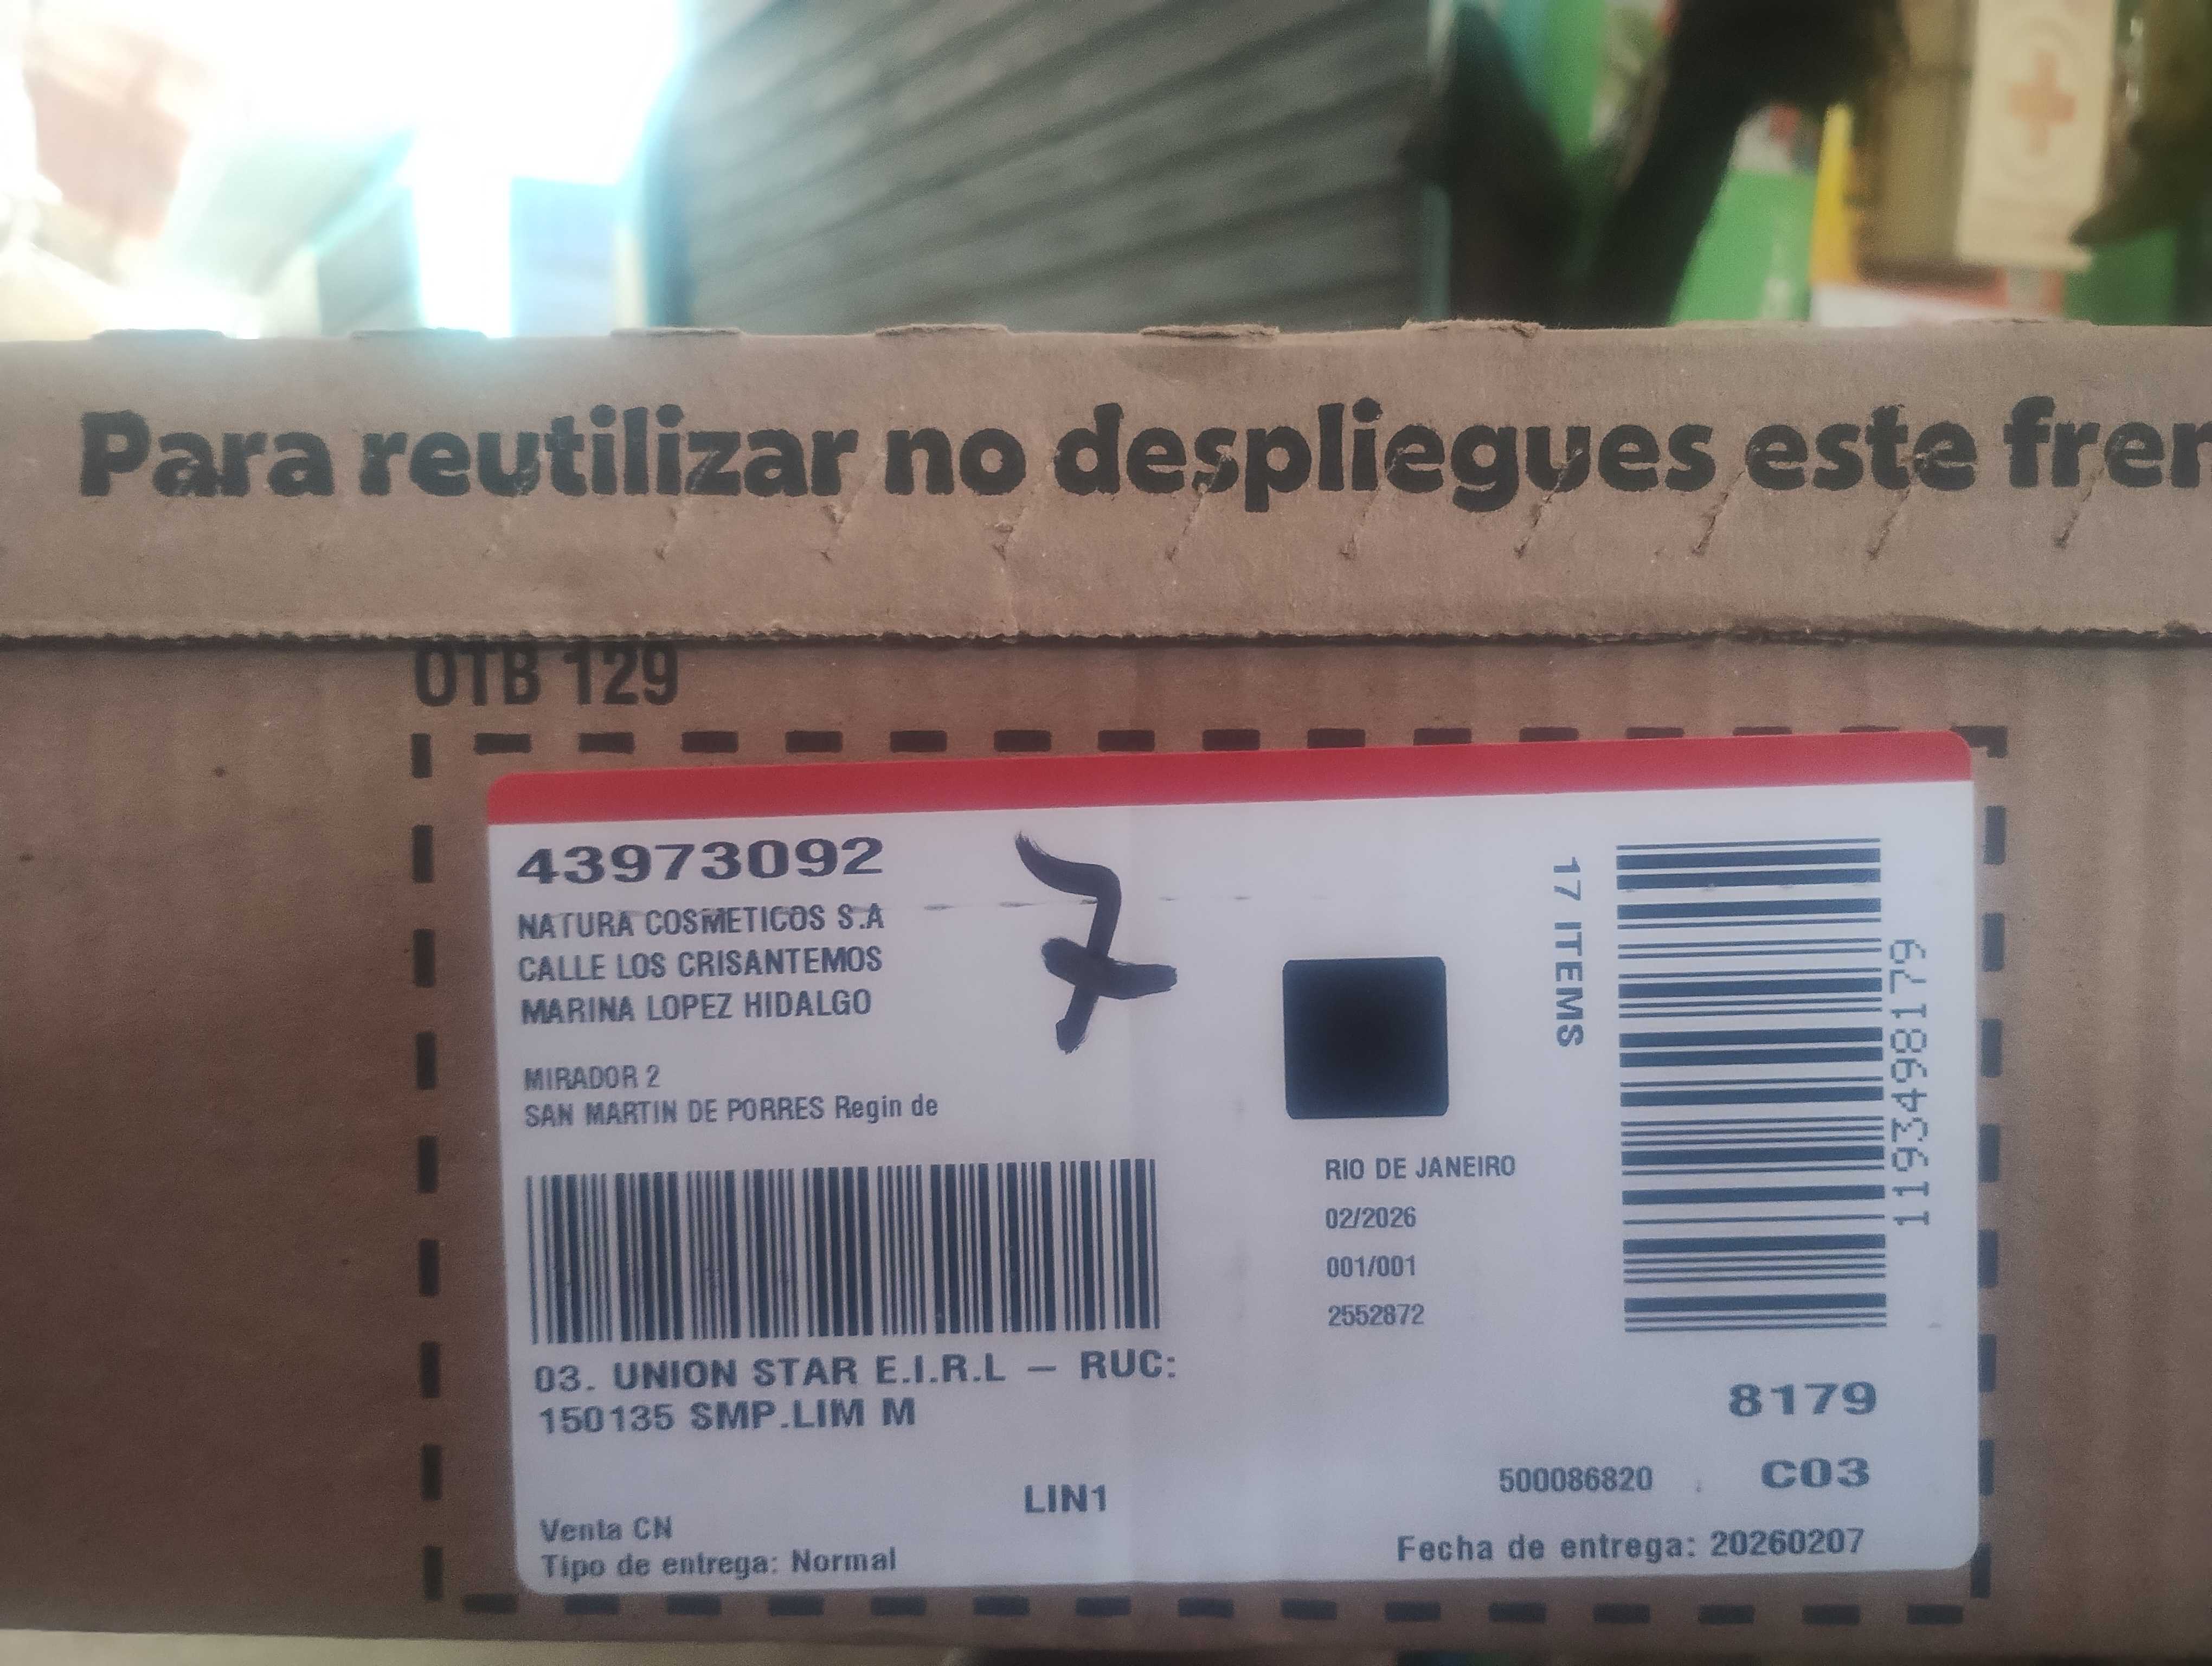 Para reutilizar no despliegues este fren
OTB 129
43973092
NATURA COSMETICOS S.A
CALLE LOS CRISANTEMOS
MARINA LOPEZ HIDALGO
7
MIRADOR 2
SAN MARTIN DE PORRES Regin de
17 ITEMS
1193498179
RIO DE JANEIRO
02/2026
001/001
2552872
03. UNION STAR E.I.R.L – RUC:
150135 SMP.LIM M
8179
LIN1
500086820
C03
Venta CN
Tipo de entrega: Normal
Fecha de entrega: 20260207